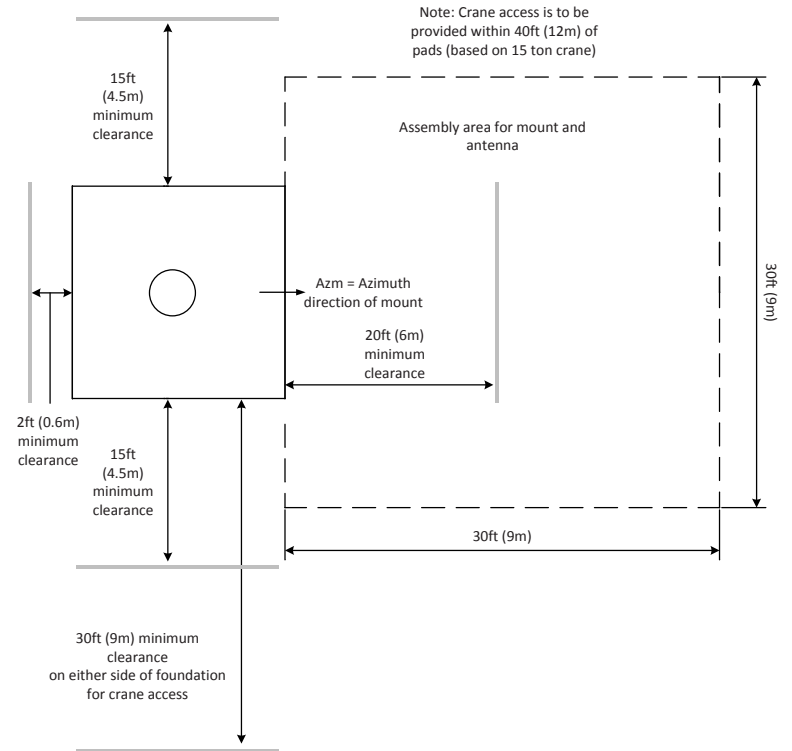 Note: Crane access is to be
provided within 40ft (12m) of
pads (based on 15 ton crane)
15ft
(4.5m)
minimum
clearance
Assembly area for mount and
antenna
Azm = Azimuth
direction of mount
30ft (9m)
20ft (6m)
minimum
clearance
2ft (0.6m)
minimum
clearance
15ft
(4.5m)
minimum
clearance
30ft (9m)
30ft (9m) minimum
clearance
on either side of foundation
for crane access